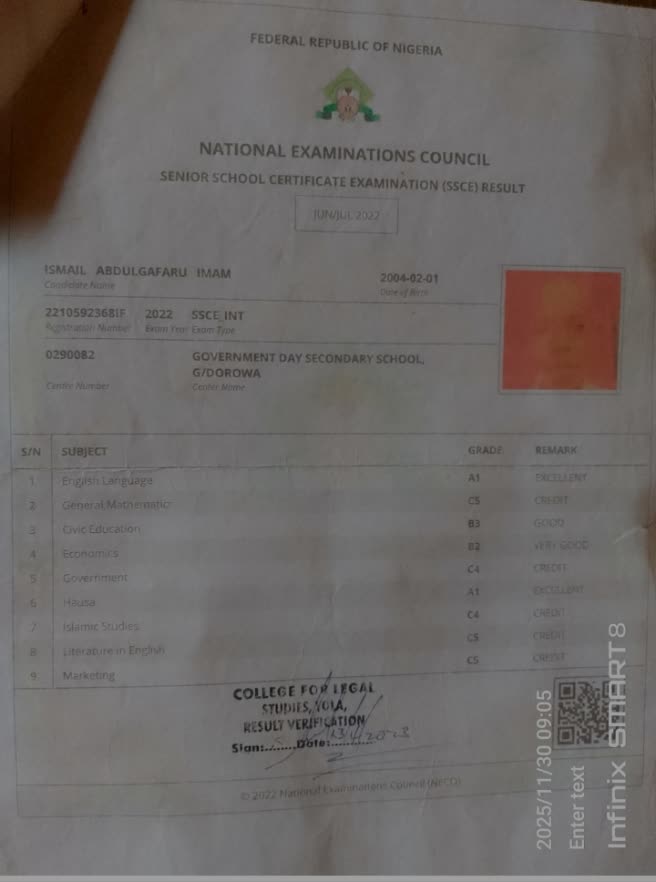 FEDERAL REPUBLIC OF NIGERIA
NATIONAL EXAMINATIONS COUNCIL
SENIOR SCHOOL CERTIFICATE EXAMINATION (SSCE) RESULT
JUN/JUL 2022
ISMAIL ABDULGAFARU IMAM 2004-02-01
Candidate Name Date of Birth
2210592368IF 2022 SSCE_INT
Registration Number Exam Year Exam Type
0290082 GOVERNMENT DAY SECONDARY SCHOOL,
G/DOROWA
Center Number Center Name
S/N SUBJECT GRADE REMARK
1 English Language A1 EXCELLENT
2 General Mathematics C5 CREDIT
3 Civic Education B3 GOOD
4 Economics B2 VERY GOOD
5 Government C4 CREDIT
6 Hausa A1 EXCELLENT
7 Islamic Studies C4 CREDIT
8 Literature in English C5 CREDIT
9 Marketing C5 CREDIT
COLLEGE FOR LEGAL
STUDIES, YOLA,
RESULT VERIFICATION
Sign:.......Date:............
© 2022 National Examinations Council (NECO)
2025/11/30 09:05
Enter text
Infinix SMART 8